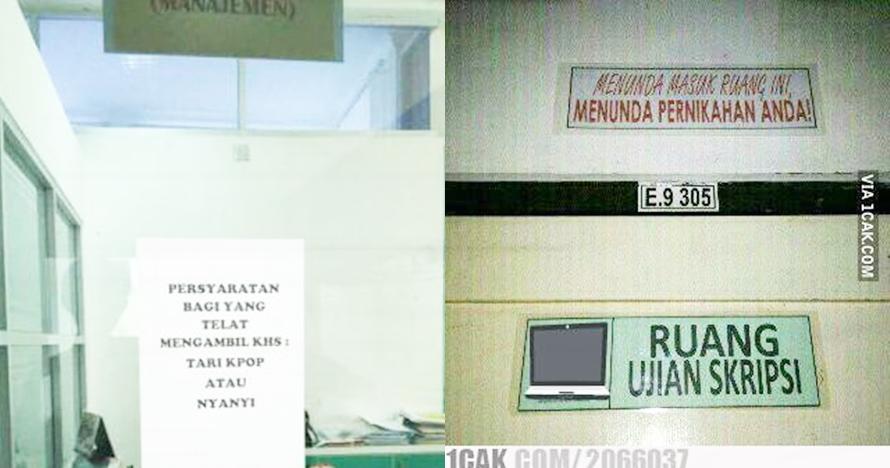 (MANAJEMEN)
PERSYARATAN
BAGI YANG
TELAT
MENGAMBIL KHS :
TARI KPOP
ATAU
NYANYI
MENUNDA MASUK RUANG INI,
MENUNDA PERNIKAHAN ANDA!
E.9 305
VIA 1CAK.COM
RUANG
UJIAN SKRIPSI
1CAK.COM/2066037